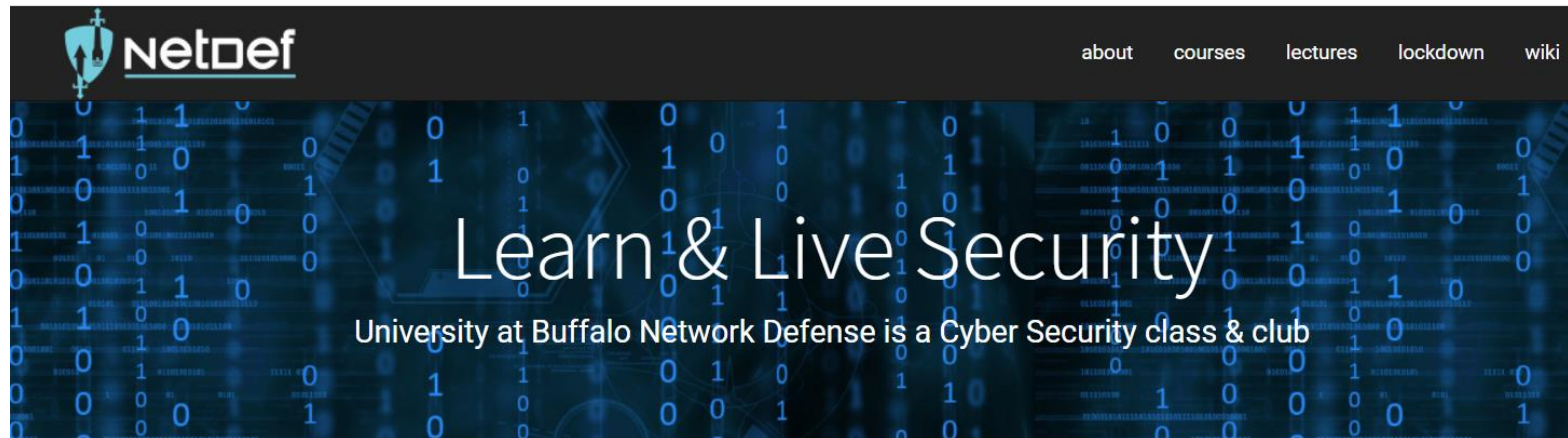 NetDef
about courses lectures lockdown wiki
Learn & Live Security
University at Buffalo Network Defense is a Cyber Security class & club